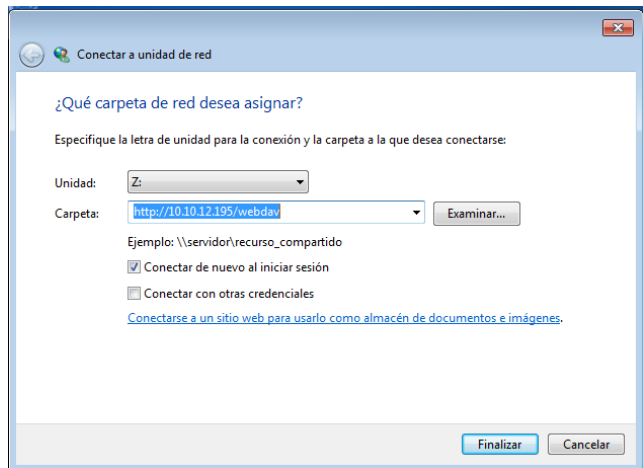 Conectar a unidad de red
¿Qué carpeta de red desea asignar?
Especifique la letra de unidad para la conexión y la carpeta a la que desea conectarse:
Unidad: Z:
Carpeta: http://10.10.12.195/webdav Examinar...
Ejemplo: \\servidor\recurso_compartido
Conectar de nuevo al iniciar sesión
Conectar con otras credenciales
Conectarse a un sitio web para usarlo como almacén de documentos e imágenes.
Finalizar Cancelar